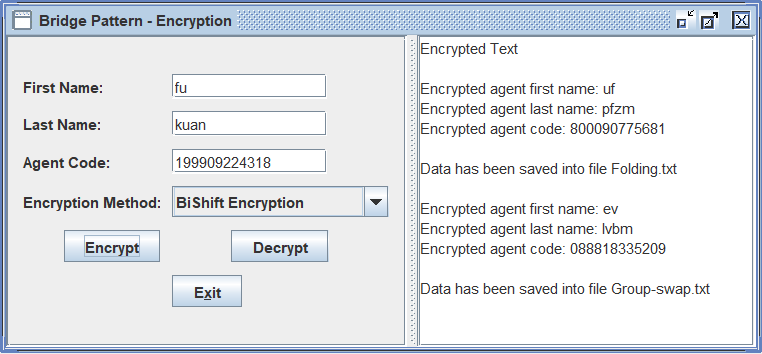 Bridge Pattern - Encryption
First Name:
fu
Last Name:
kuan
Agent Code:
199909224318
Encryption Method:
BiShift Encryption
Encrypt
Decrypt
Exit
Encrypted Text
Encrypted agent first name: uf
Encrypted agent last name: pfzm
Encrypted agent code: 800090775681
Data has been saved into file Folding.txt
Encrypted agent first name: ev
Encrypted agent last name: lvbm
Encrypted agent code: 088818335209
Data has been saved into file Group-swap.txt